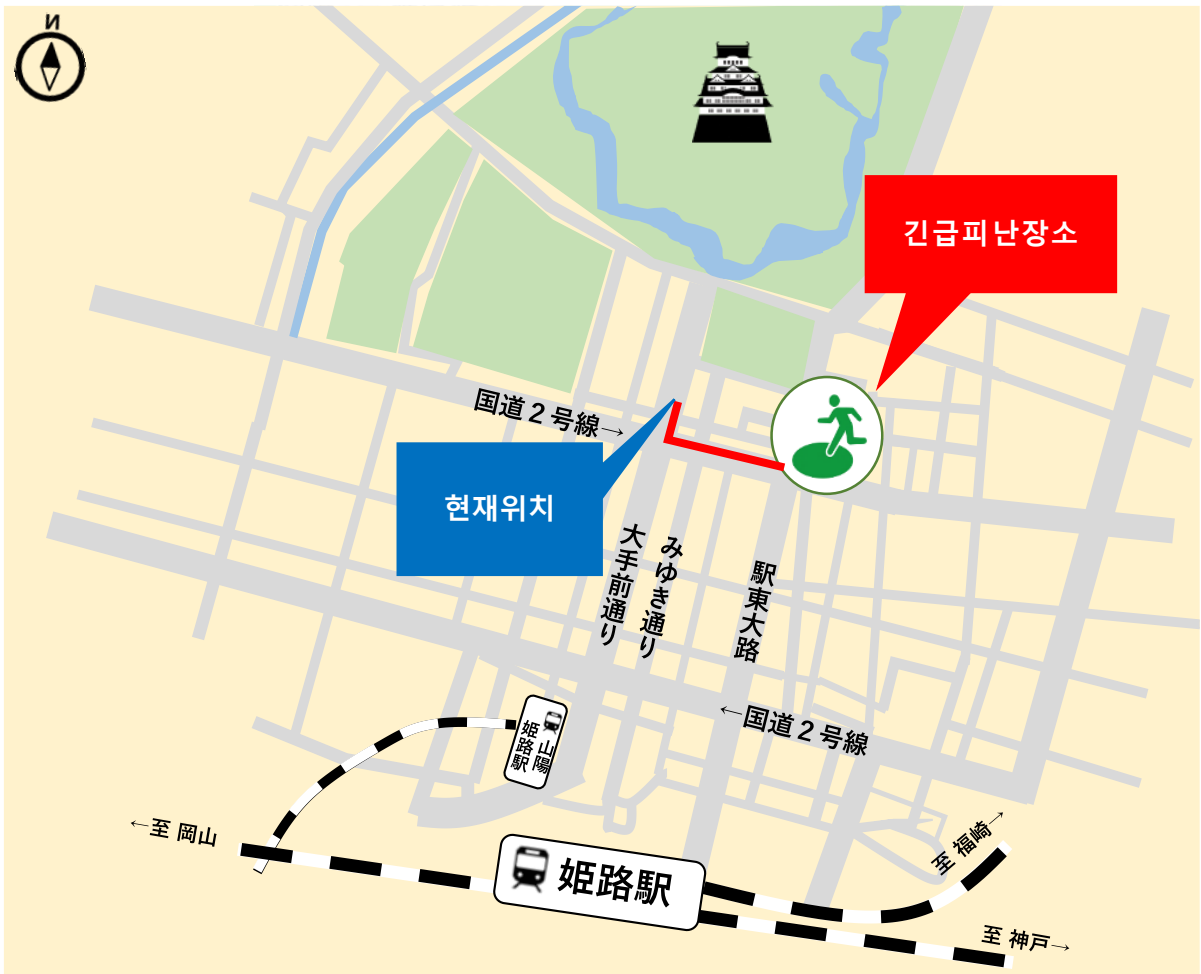 N
긴급피난장소
国道２号線→
현재위치
大手前通り
みゆき通り
駅東大路
←国道２号線
山陽
姫路駅
←至 岡山
姫路駅
至 福崎→
至 神戸→